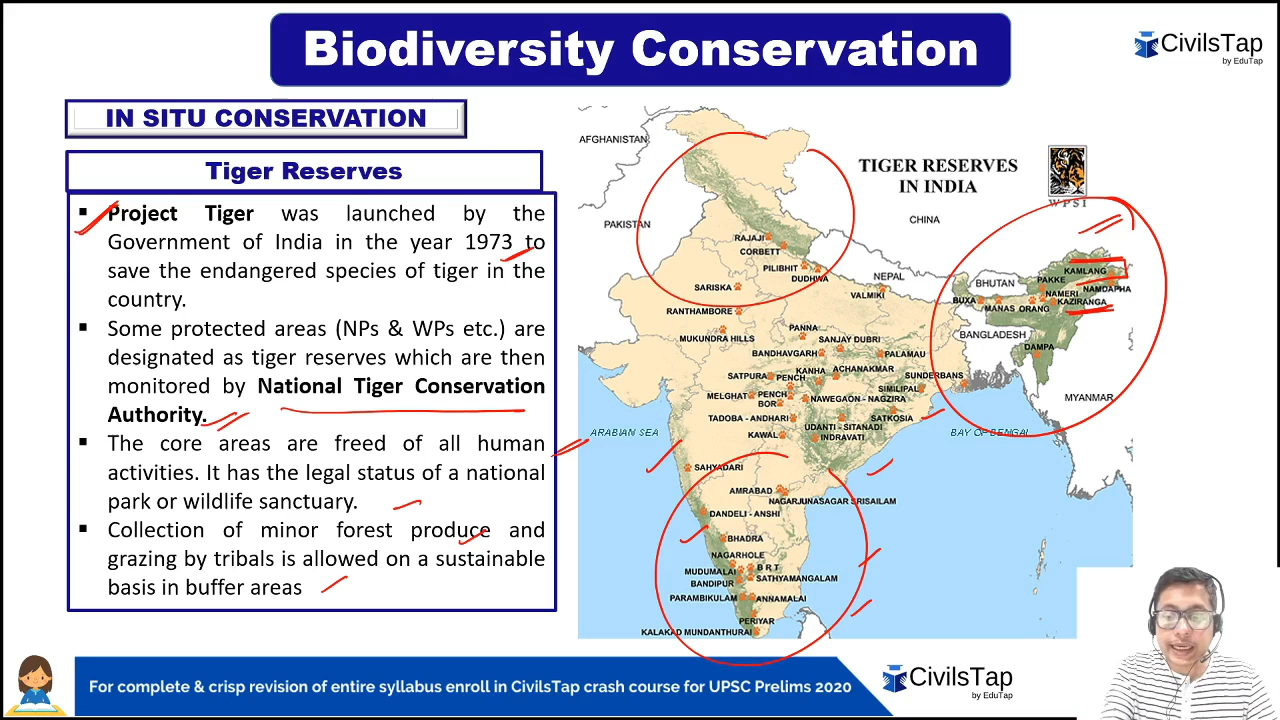 Biodiversity Conservation
CivilsTap
by EduTap
IN SITU CONSERVATION
Tiger Reserves
▪ Project Tiger was launched by the
Government of India in the year 1973 to
save the endangered species of tiger in the
country.
▪ Some protected areas (NPs & WPs etc.) are
designated as tiger reserves which are then
monitored by National Tiger Conservation
Authority.
▪ The core areas are freed of all human
activities. It has the legal status of a national
park or wildlife sanctuary.
▪ Collection of minor forest produce and
grazing by tribals is allowed on a sustainable
basis in buffer areas
AFGHANISTAN
TIGER RESERVES
IN INDIA
WPSI
PAKISTAN
CHINA
RAJAJI
CORBETT
PILIBHIT
DUDHWA
NEPAL
BHUTAN
KAMLANG
PAKKE
NAMDAPHA
NAMERI
SARISKA
VALMIKI
BUXA
MANAS
ORANG
KAZIRANGA
RANTHAMBORE
MUKUNDRA HILLS
PANNA
SANJAY DUBRI
BANGLADESH
DAMPA
BANDHAVGARH
PALAMAU
SATPURA
PENCH
KANHA
ACHANAKMAR
SUNDERBANS
MELGHAT
PENCH
BOR
NAWEGAON - NAGZIRA
SIMILIPAL
MYANMAR
TADOBA - ANDHARI
SATKOSIA
UDANTI - SITANADI
ARABIAN SEA
KAWAL
INDRAVATI
BAY OF BENGAL
SAHYADARI
AMRABAD
NAGARJUNASAGAR SRISAILAM
DANDELI - ANSHI
BHADRA
NAGARHOLE
MUDUMALAI
B R T
BANDIPUR
SATHYAMANGALAM
PARAMBIKULAM
ANNAMALAI
PERIYAR
KALAKAD MUNDANTHURAI
For complete & crisp revision of entire syllabus enroll in CivilsTap crash course for UPSC Prelims 2020
CivilsTap
by EduTap